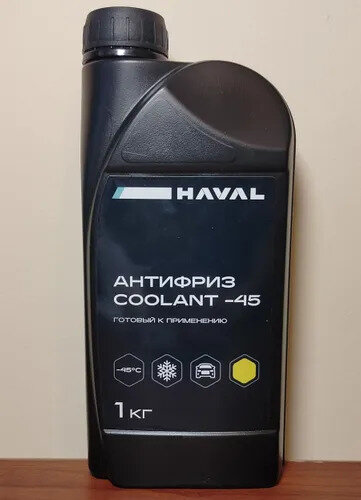 HAVAL
АНТИФРИЗ
COOLANT -45
ГОТОВЫЙ К ПРИМЕНЕНИЮ
-45°C
1 КГ